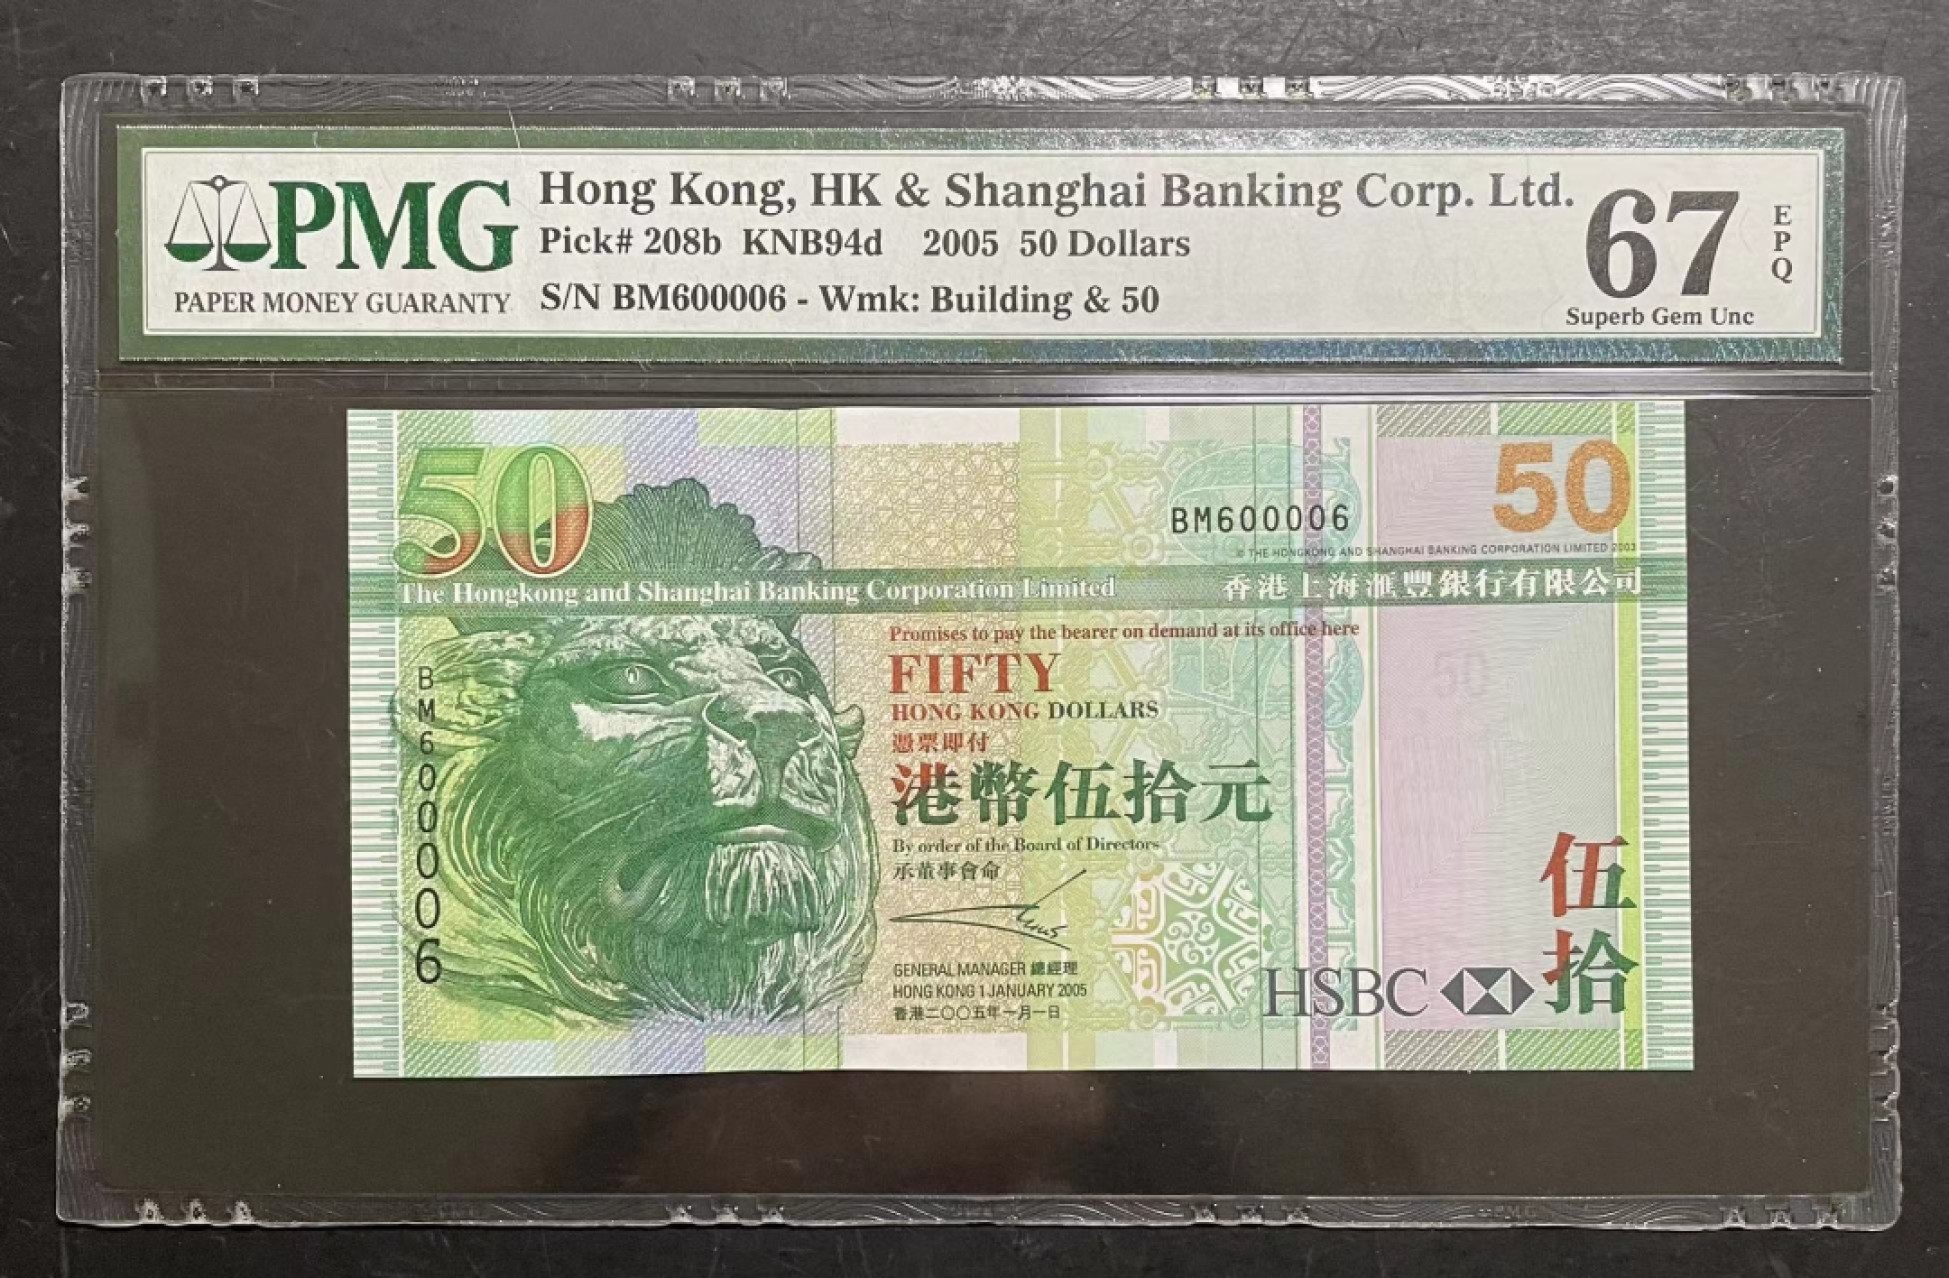 PMG
PAPER MONEY GUARANTY
Hong Kong, HK & Shanghai Banking Corp. Ltd.
Pick# 208b KNB94d 2005 50 Dollars
S/N BM600006 - Wmk: Building & 50
67
EPQ
Superb Gem Unc
50
50
BM600006
© THE HONGKONG AND SHANGHAI BANKING CORPORATION LIMITED 2003
The Hongkong and Shanghai Banking Corporation Limited
香港上海滙豐銀行有限公司
BM600006
Promises to pay the bearer on demand at its office here
FIFTY
HONG KONG DOLLARS
憑票即付
港幣伍拾元
By order of the Board of Directors
承董事會命
GENERAL MANAGER 總經理
HONG KONG 1 JANUARY 2005
香港二〇〇五年一月一日
50
HSBC
伍拾